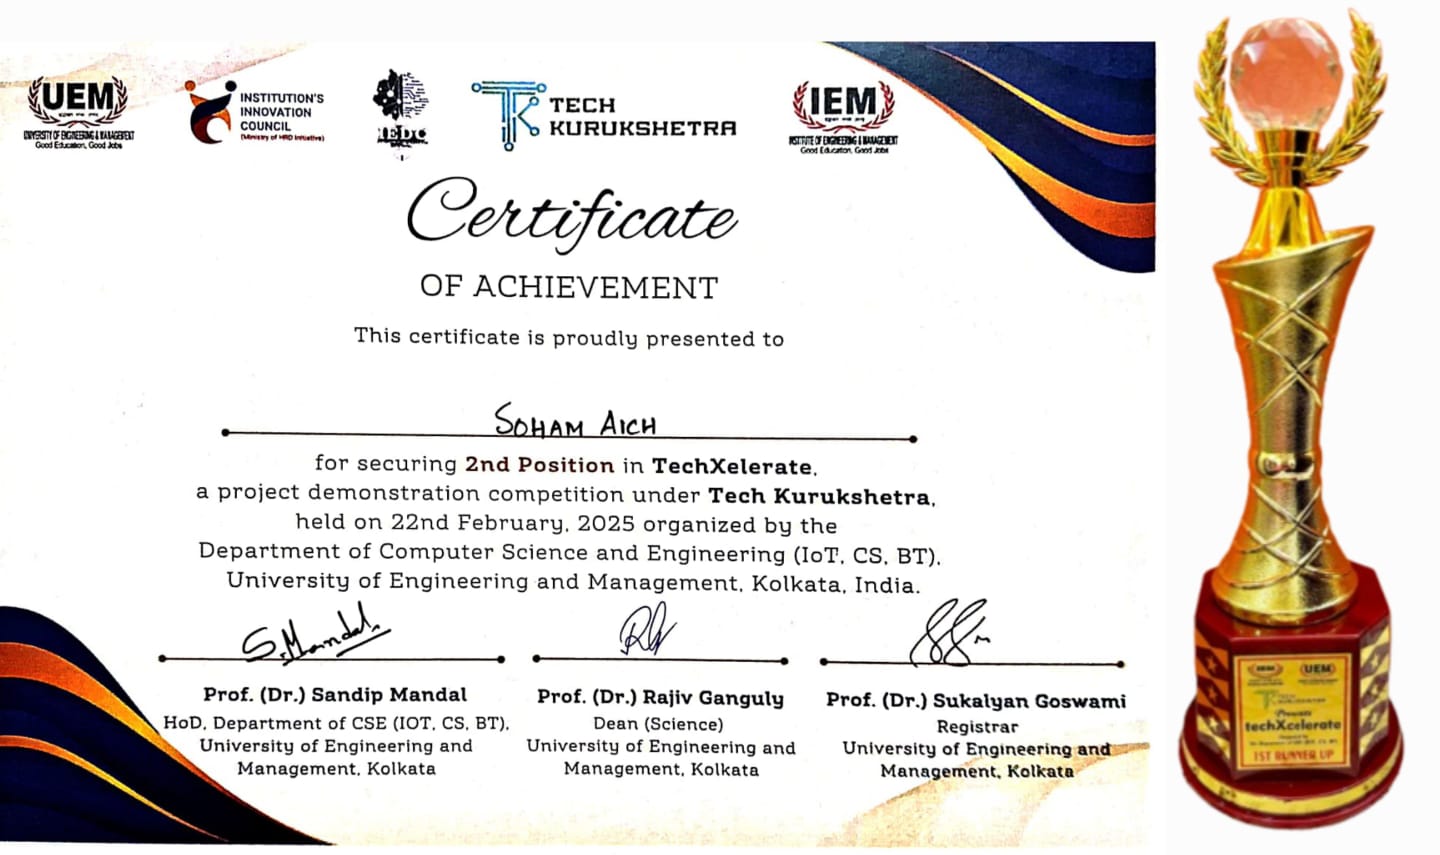 UEM
UNIVERSITY OF ENGINEERING & MANAGEMENT
Good Education, Good Jobs
INSTITUTION'S
INNOVATION
COUNCIL
(Ministry of HRD Initiative)
IEDC
TECH
KURUKSHETRA
IEM
INSTITUTE OF ENGINEERING & MANAGEMENT
Good Education, Good Jobs
Certificate
OF ACHIEVEMENT
This certificate is proudly presented to
SOHAM AICH
for securing 2nd Position in TechXelerate,
a project demonstration competition under Tech Kurukshetra,
held on 22nd February, 2025 organized by the
Department of Computer Science and Engineering (IoT, CS, BT),
University of Engineering and Management, Kolkata, India.
S. Mandal
Prof. (Dr.) Sandip Mandal
HoD, Department of CSE (IOT, CS, BT),
University of Engineering and
Management, Kolkata
Prof. (Dr.) Rajiv Ganguly
Dean (Science)
University of Engineering and
Management, Kolkata
Prof. (Dr.) Sukalyan Goswami
Registrar
University of Engineering and
Management, Kolkata
IEM
UEM
TECH
KURUKSHETRA
Presents
techXcelerate
1ST RUNNER UP